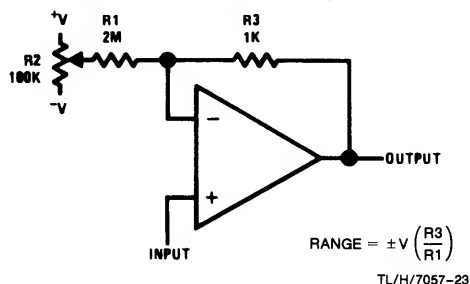 +V
R1
2M
R3
1K
R2
100K
-V
−
+
OUTPUT
INPUT
RANGE = ±V (R3/R1)
TL/H/7057-23